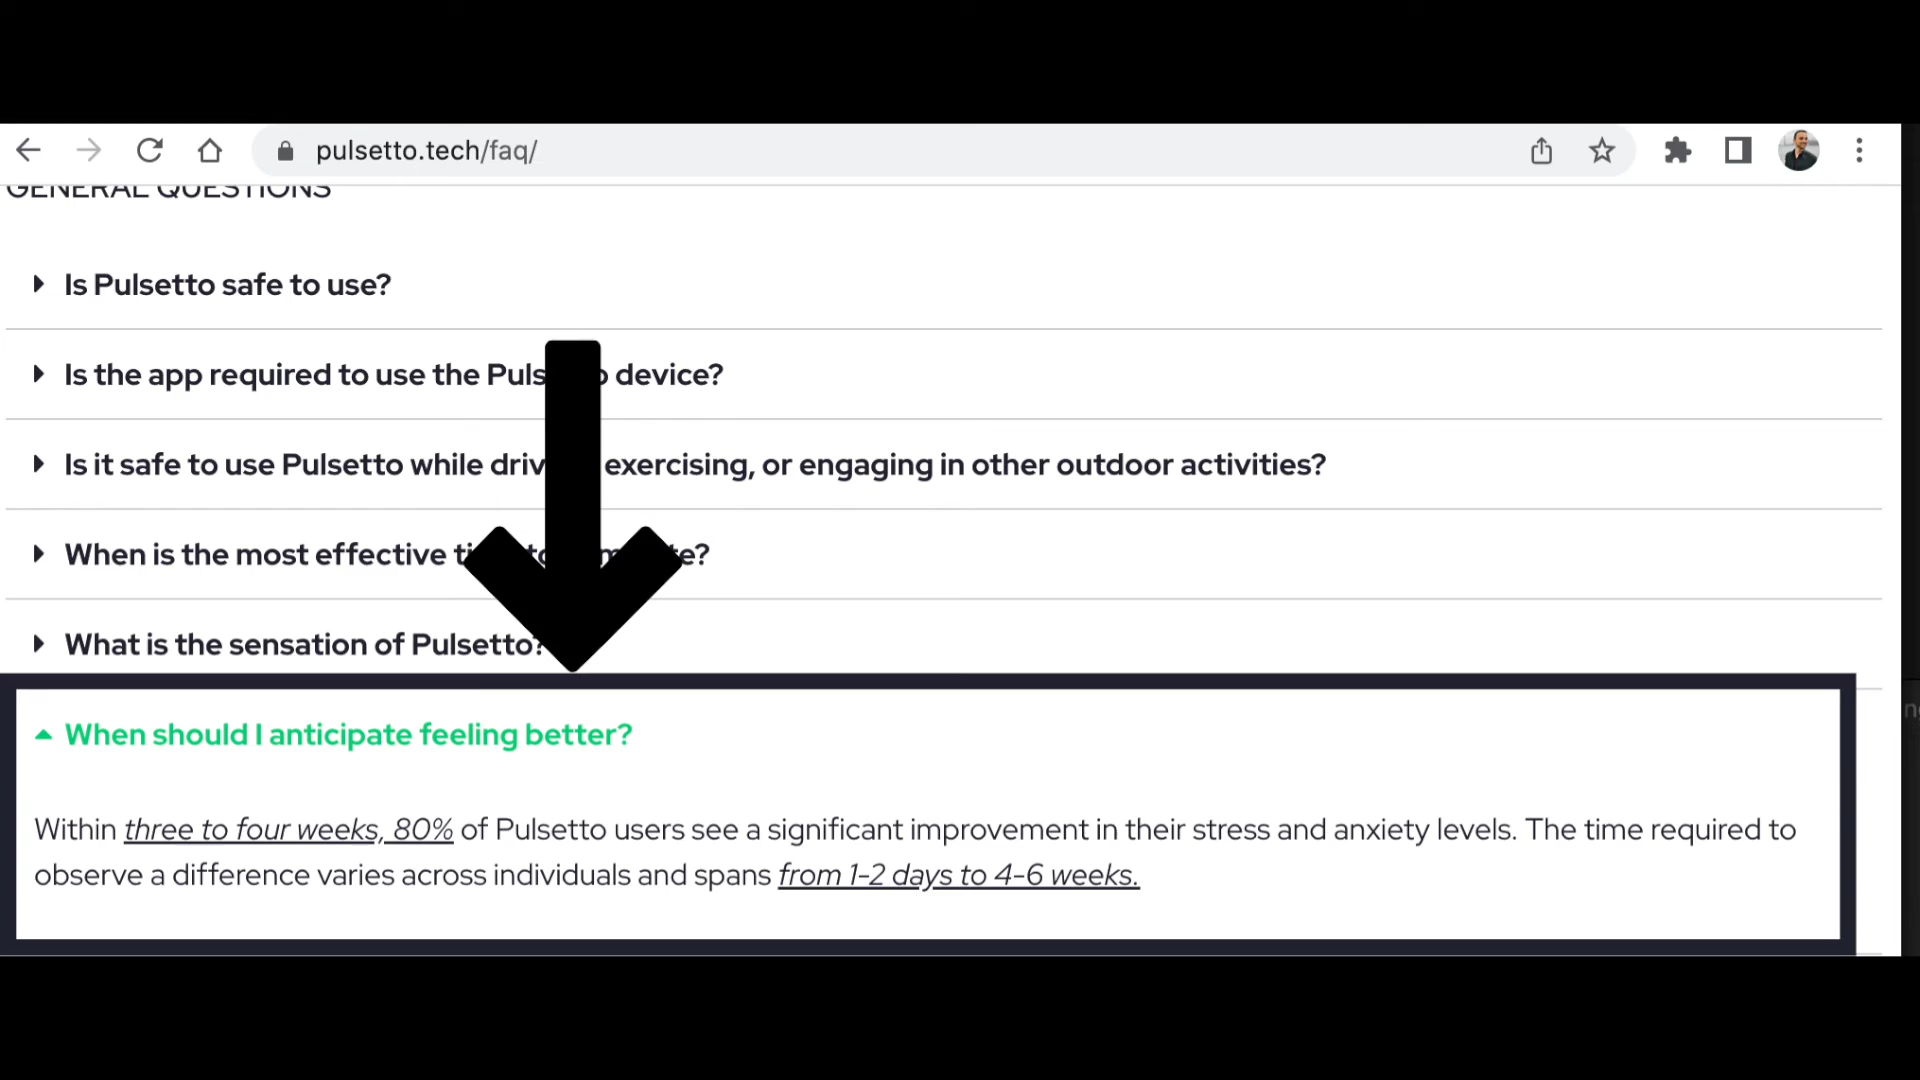 pulsetto.tech/faq/
GENERAL QUESTIONS
Is Pulsetto safe to use?
Is the app required to use the device?
Is it safe to use Pulsetto while exercising, or engaging in other outdoor activities?
When is the most effective
What is the sensation of Pulsetto?
When should I anticipate feeling better?
Within three to four weeks, 80% of Pulsetto users see a significant improvement in their stress and anxiety levels. The time required to
observe a difference varies across individuals and spans from 1-2 days to 4-6 weeks.